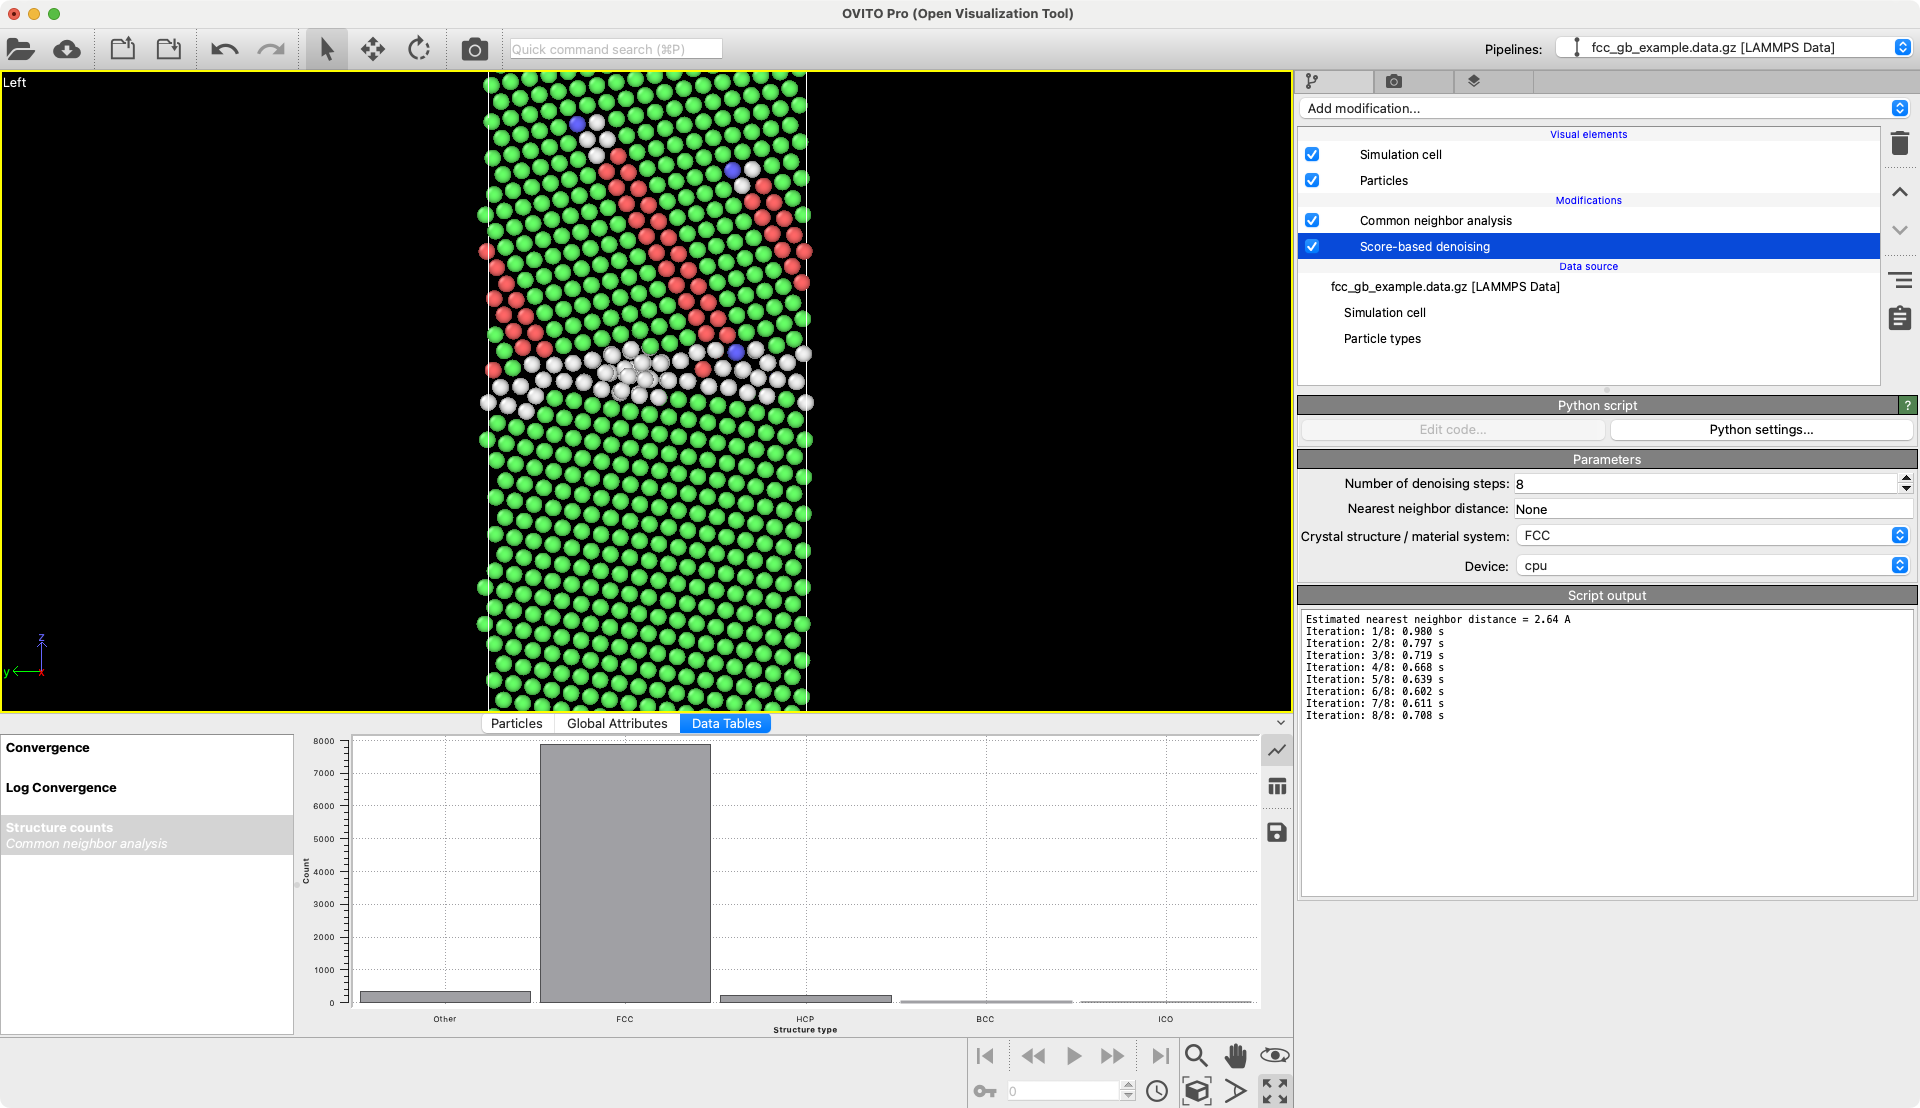 OVITO Pro (Open Visualization Tool)
Quick command search (⌘P)
Pipelines:
fcc_gb_example.data.gz [LAMMPS Data]
Left
z
y
x
Add modification...
Visual elements
Simulation cell
Particles
Modifications
Common neighbor analysis
Score-based denoising
Data source
fcc_gb_example.data.gz [LAMMPS Data]
Simulation cell
Particle types
Python script
?
Edit code...
Python settings...
Parameters
Number of denoising steps: 8
Nearest neighbor distance: None
Crystal structure / material system: FCC
Device: cpu
Script output
Estimated nearest neighbor distance = 2.64 A
Iteration: 1/8: 0.980 s
Iteration: 2/8: 0.797 s
Iteration: 3/8: 0.719 s
Iteration: 4/8: 0.668 s
Iteration: 5/8: 0.639 s
Iteration: 6/8: 0.602 s
Iteration: 7/8: 0.611 s
Iteration: 8/8: 0.708 s
Particles
Global Attributes
Data Tables
Convergence
Log Convergence
Structure counts
Common neighbor analysis
8000
7000
6000
5000
4000
3000
2000
1000
0
Count
Other
FCC
HCP
BCC
ICO
Structure type
0